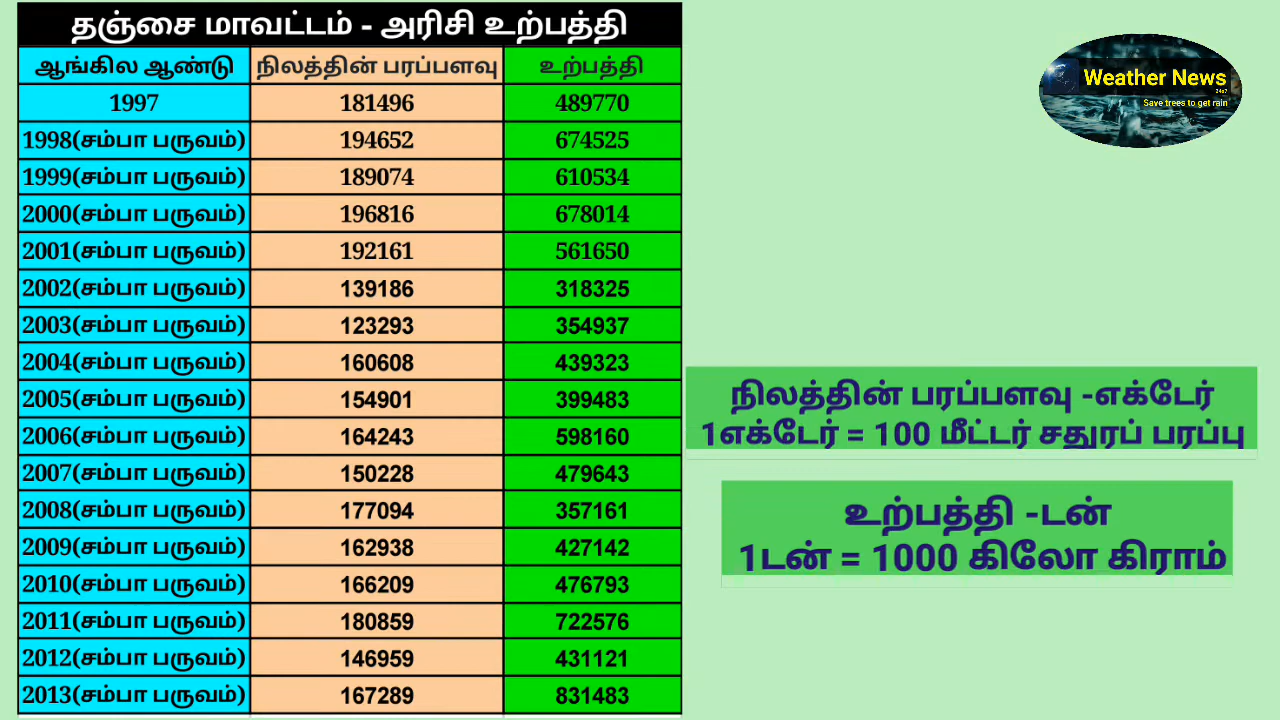 தஞ்சை மாவட்டம் - அரிசி உற்பத்தி
ஆங்கில ஆண்டு நிலத்தின் பரப்பளவு உற்பத்தி
1997 181496 489770
1998(சம்பா பருவம்) 194652 674525
1999(சம்பா பருவம்) 189074 610534
2000(சம்பா பருவம்) 196816 678014
2001(சம்பா பருவம்) 192161 561650
2002(சம்பா பருவம்) 139186 318325
2003(சம்பா பருவம்) 123293 354937
2004(சம்பா பருவம்) 160608 439323
2005(சம்பா பருவம்) 154901 399483
2006(சம்பா பருவம்) 164243 598160
2007(சம்பா பருவம்) 150228 479643
2008(சம்பா பருவம்) 177094 357161
2009(சம்பா பருவம்) 162938 427142
2010(சம்பா பருவம்) 166209 476793
2011(சம்பா பருவம்) 180859 722576
2012(சம்பா பருவம்) 146959 431121
2013(சம்பா பருவம்) 167289 831483
Weather News
24x7
Save trees to get rain
நிலத்தின் பரப்பளவு -எக்டேர்
1எக்டேர் = 100 மீட்டர் சதுரப் பரப்பு
உற்பத்தி -டன்
1டன் = 1000 கிலோ கிராம்